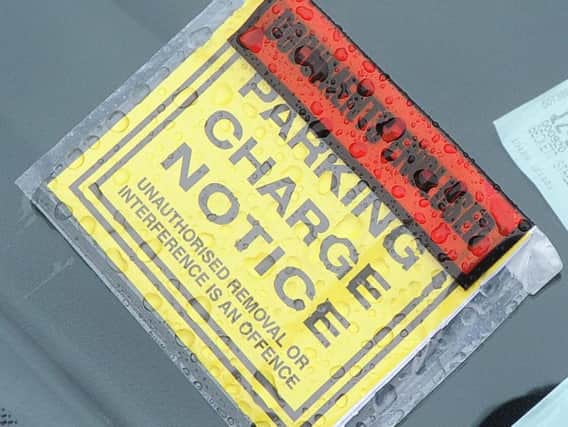 PARKING
CHARGE
NOTICE
UNAUTHORISED REMOVAL OR
INTERFERENCE IS AN OFFENCE